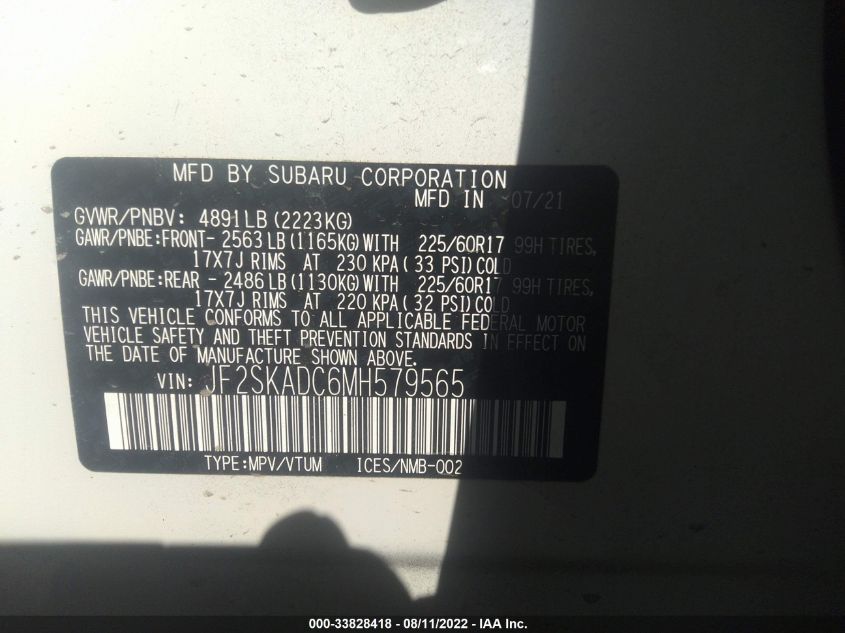 MFD BY SUBARU CORPORATION
MFD IN 07/21
GVWR/PNBV: 4891LB(2223KG)
GAWR/PNBE:FRONT- 2563LB(1165KG)WITH 225/60R17 99H TIRES,
17X7J RIMS AT 230 KPA( 33 PSI)COLD
GAWR/PNBE:REAR - 2486LB(1130KG)WITH 225/60R17 99H TIRES,
17X7J RIMS AT 220 KPA( 32 PSI)COLD
THIS VEHICLE CONFORMS TO ALL APPLICABLE FEDERAL MOTOR
VEHICLE SAFETY AND THEFT PREVENTION STANDARDS IN EFFECT ON
THE DATE OF MANUFACTURE SHOWN ABOVE.
VIN: JF2SKADC6MH579565
TYPE:MPV/VTUM ICES/NMB-002
000-33828418 - 08/11/2022 - IAA Inc.